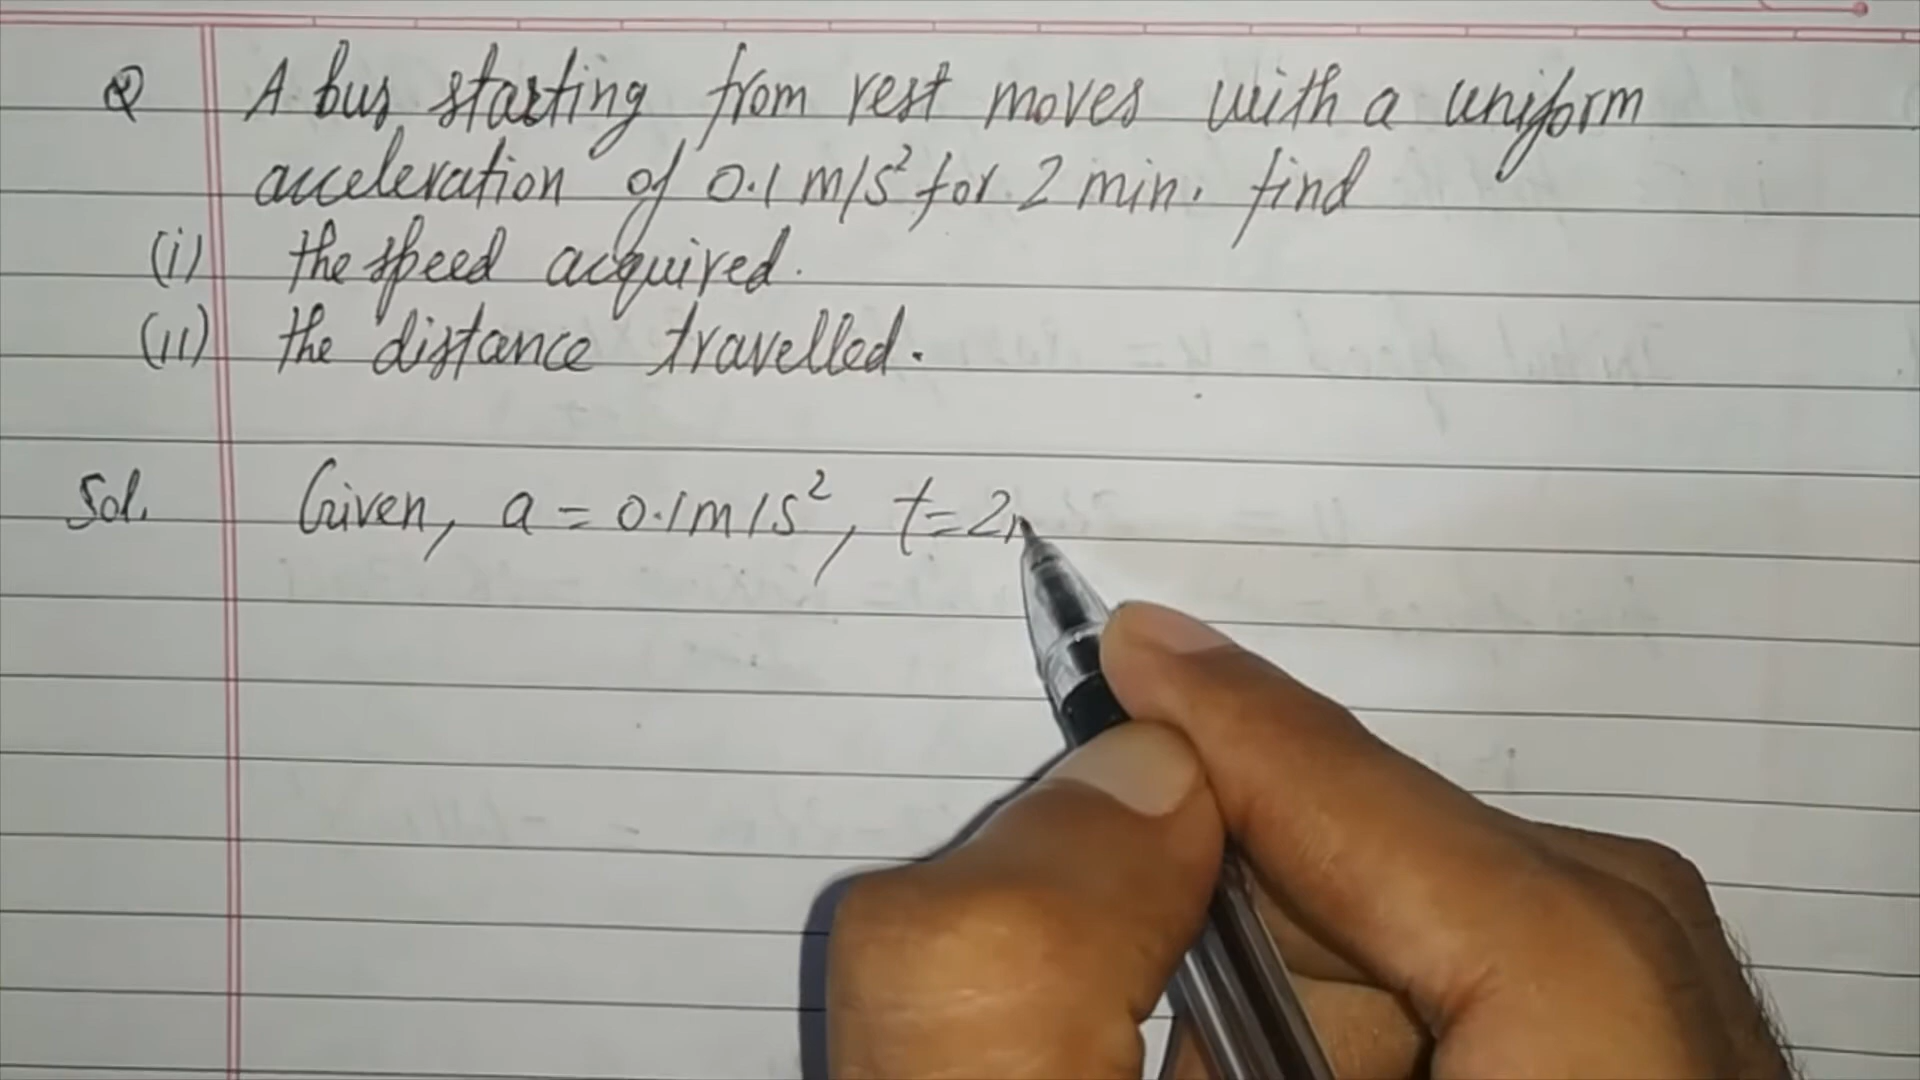 Q A bus starting from rest moves with a uniform
acceleration of 0.1 m/s² for 2 min. find
(i) the speed acquired.
(ii) the distance travelled.
Sol. Given, a = 0.1m/s², t=2